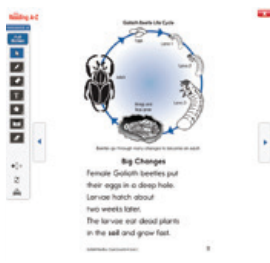 Reading A-Z
Goliath Beetle Life Cycle
Eggs
Larva 1
Larva 2
Larva 3
Adult
Beetles go through many changes to become an adult.
Big Changes
Female Goliath beetles put
their eggs in a deep hole.
Larvae hatch about
two weeks later.
The larvae eat dead plants
in the soil and grow fast.